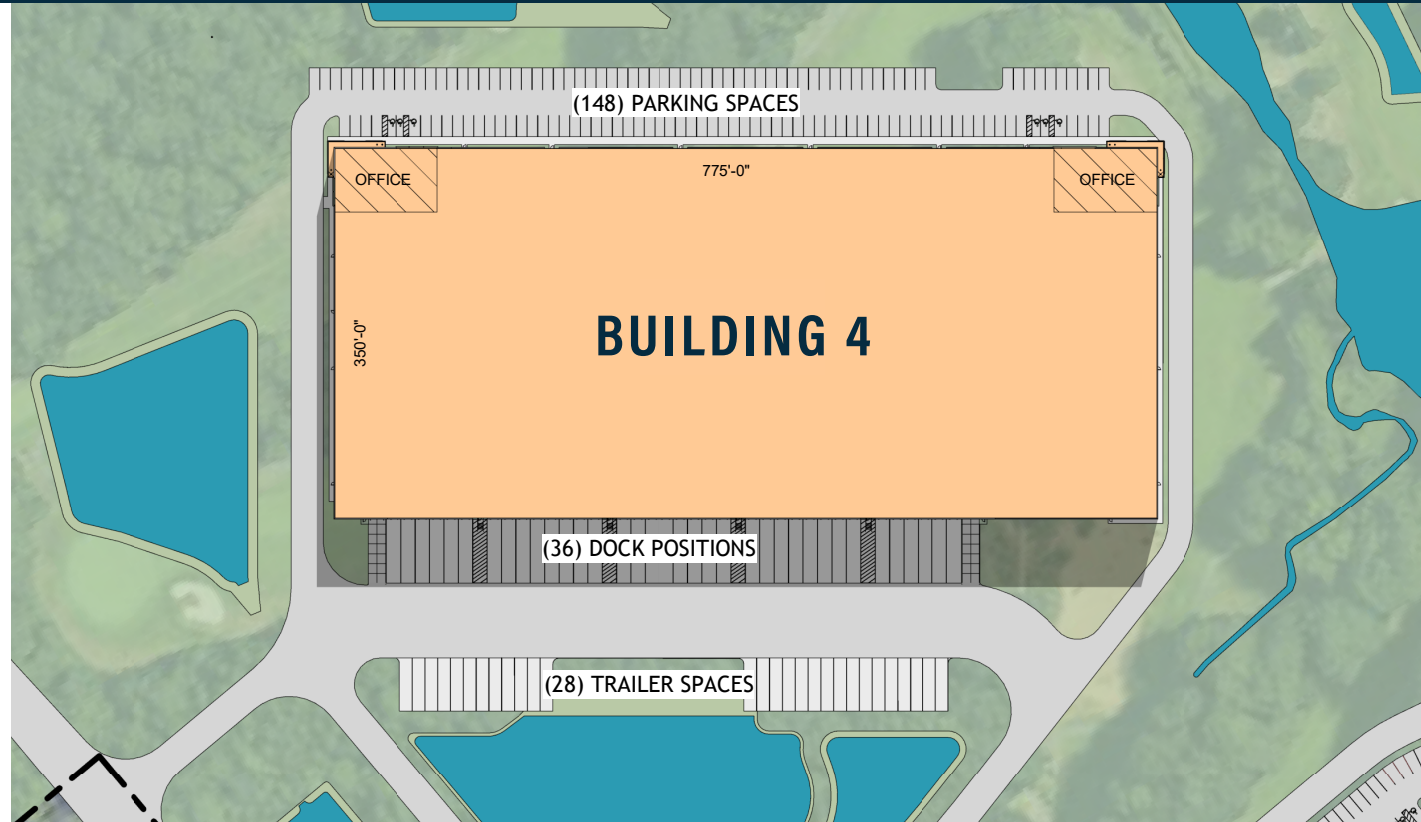 (148) PARKING SPACES
775'-0"
OFFICE
OFFICE
BUILDING 4
350'-0"
(36) DOCK POSITIONS
(28) TRAILER SPACES